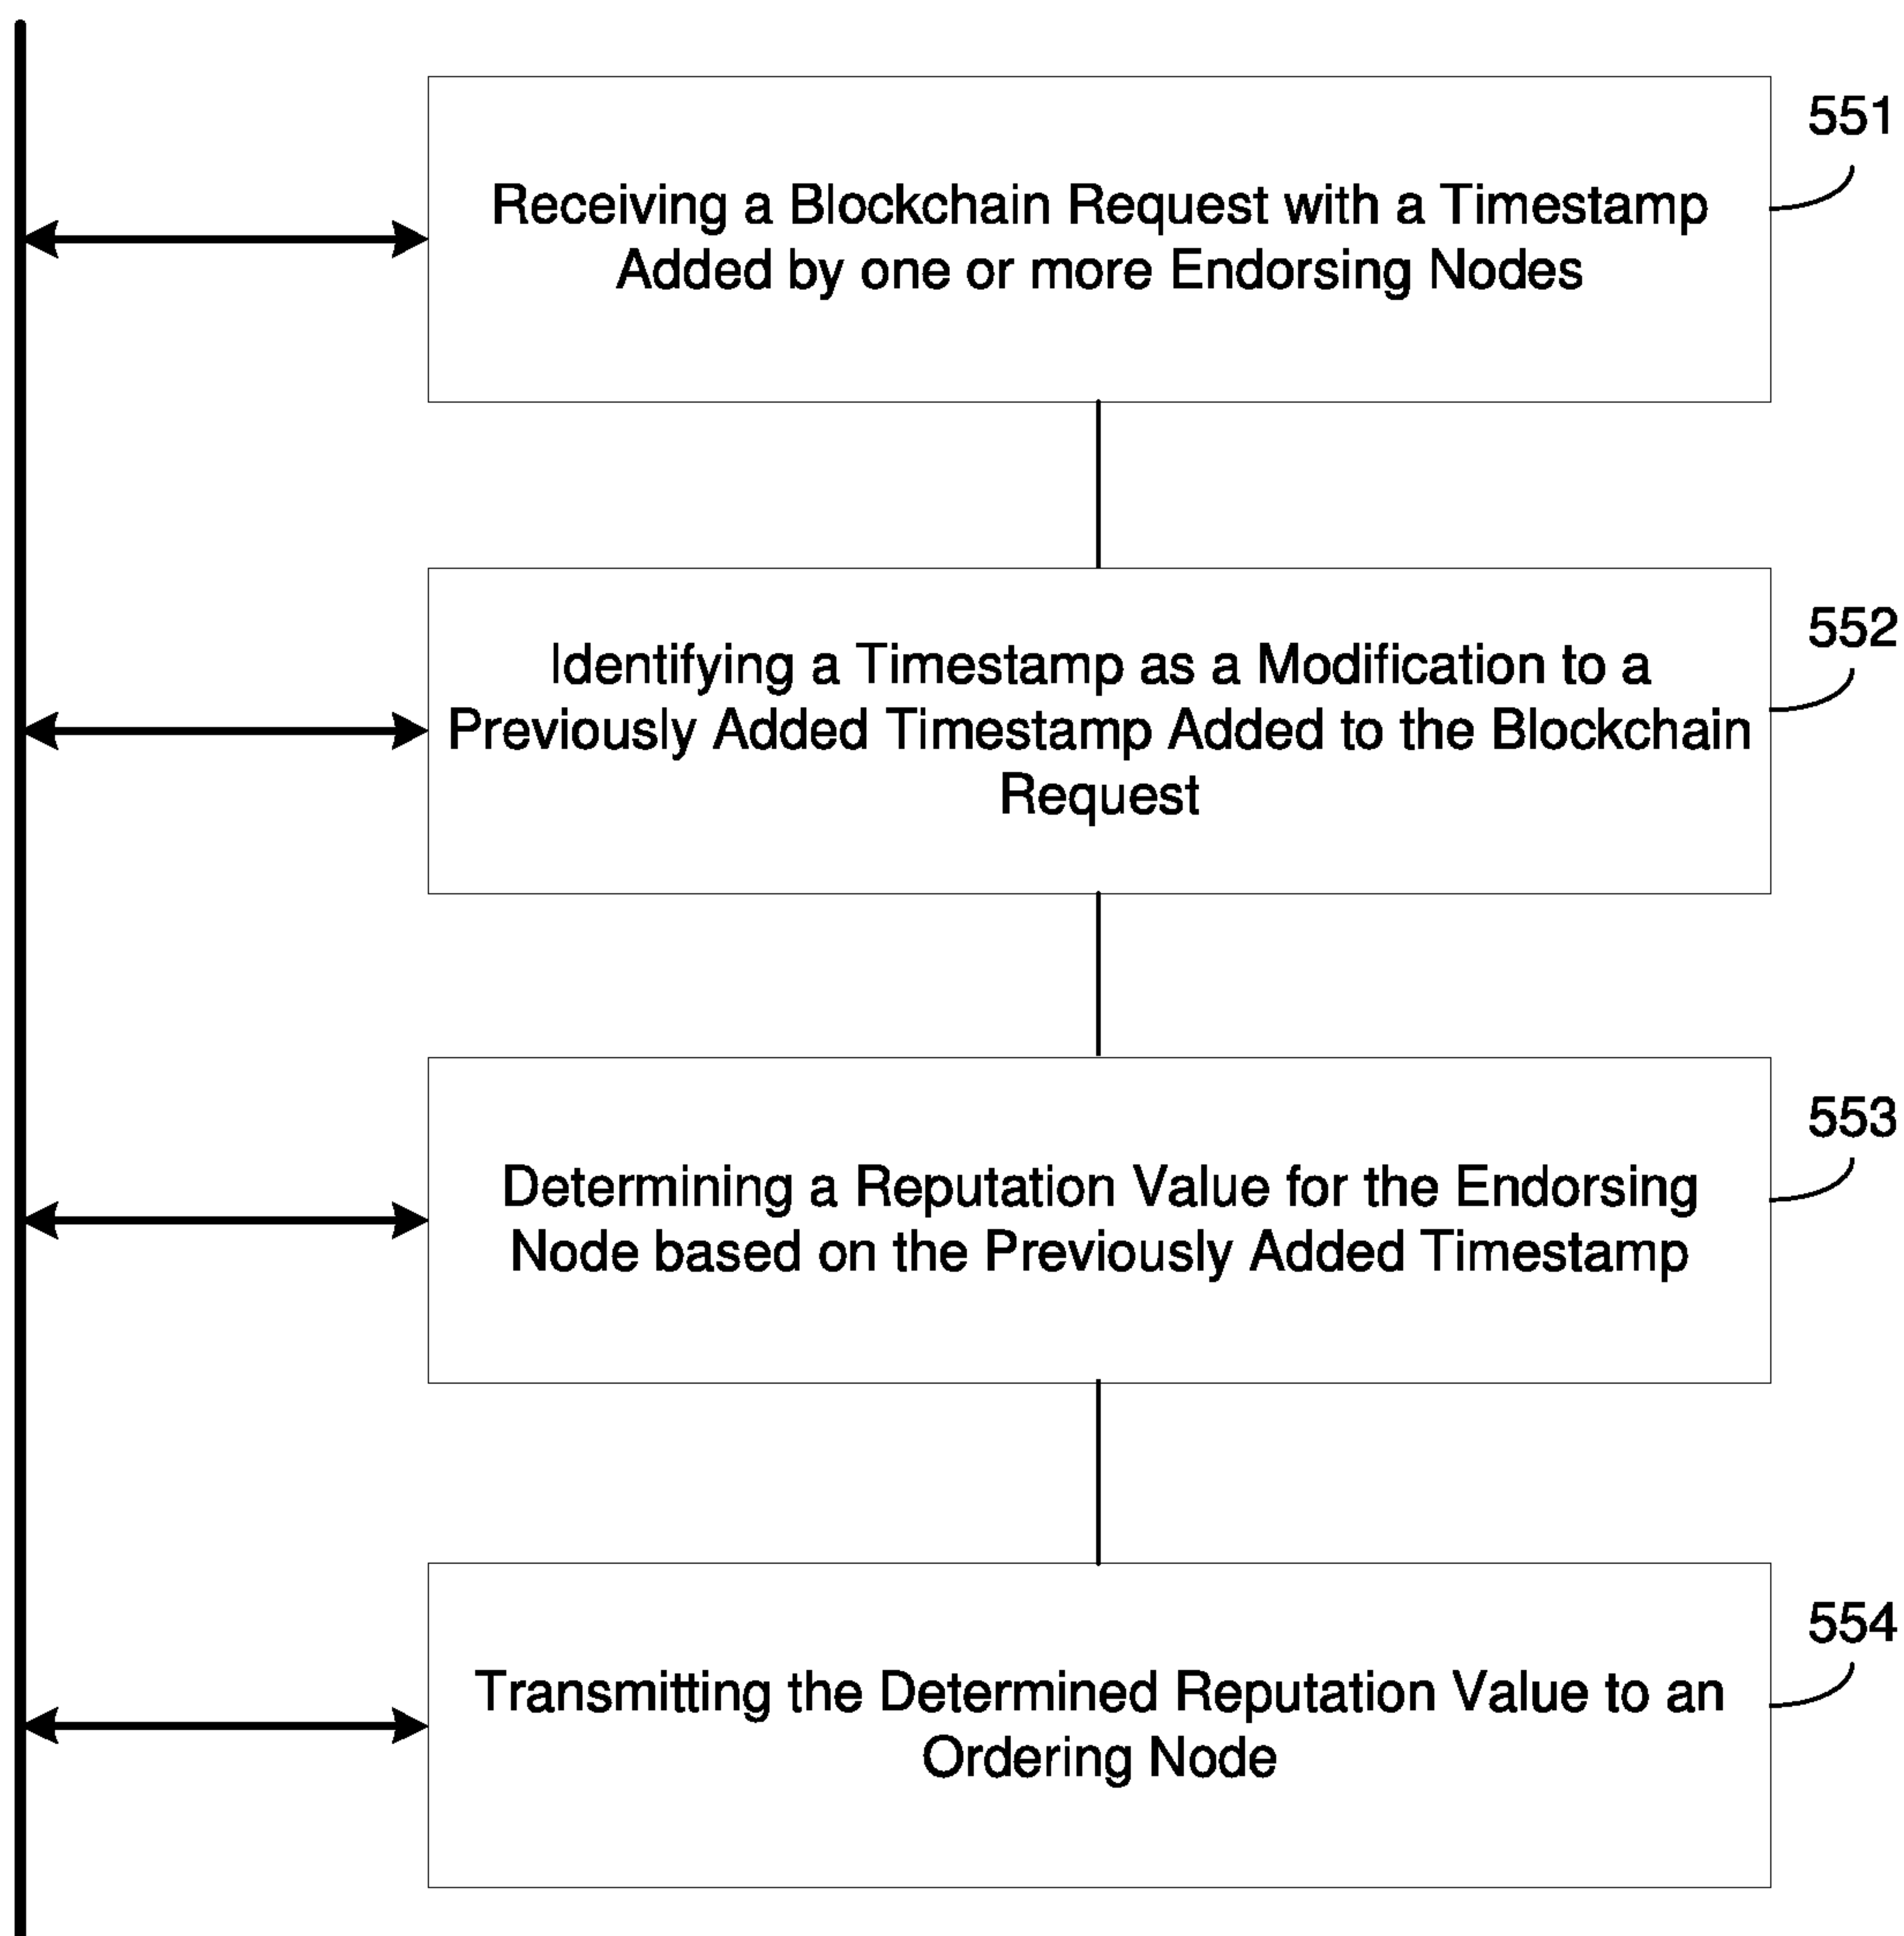 551
Receiving a Blockchain Request with a Timestamp
Added by one or more Endorsing Nodes
552
Identifying a Timestamp as a Modification to a
Previously Added Timestamp Added to the Blockchain
Request
553
Determining a Reputation Value for the Endorsing
Node based on the Previously Added Timestamp
554
Transmitting the Determined Reputation Value to an
Ordering Node